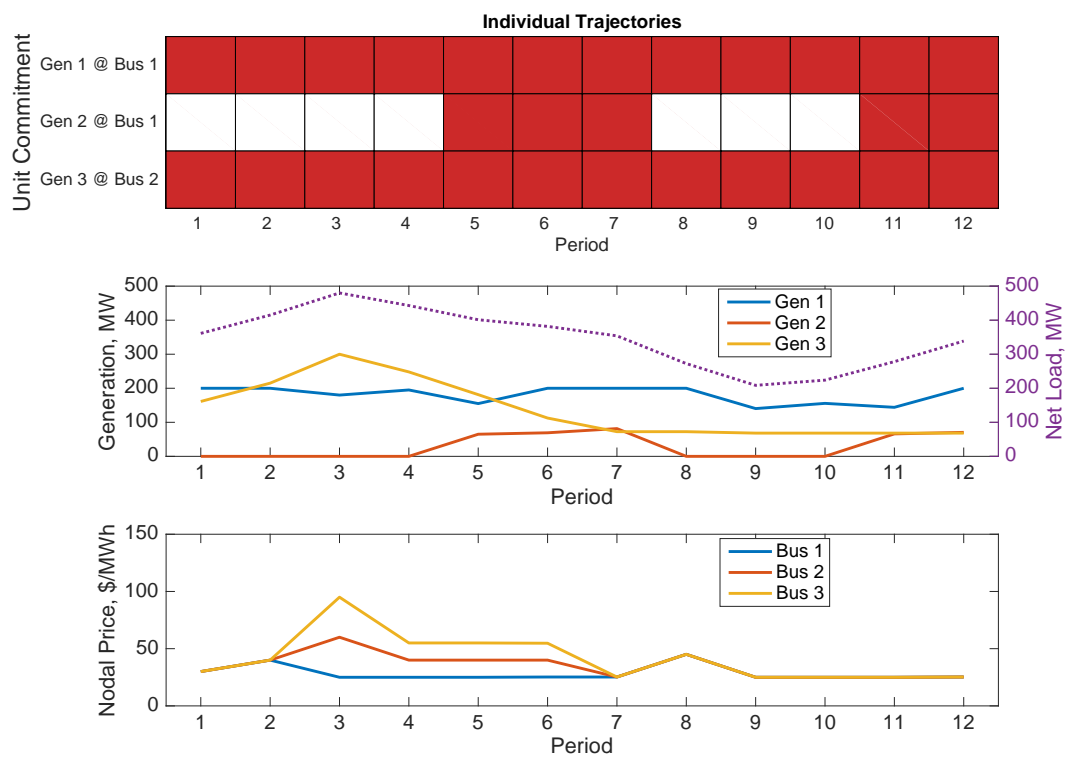 Individual Trajectories
Unit Commitment
Gen 1 @ Bus 1
Gen 2 @ Bus 1
Gen 3 @ Bus 2
1 2 3 4 5 6 7 8 9 10 11 12
Period
Generation, MW
500
400
300
200
100
0
Gen 1
Gen 2
Gen 3
Net Load, MW
500
400
300
200
100
0
1 2 3 4 5 6 7 8 9 10 11 12
Period
Nodal Price, $/MWh
150
100
50
0
Bus 1
Bus 2
Bus 3
1 2 3 4 5 6 7 8 9 10 11 12
Period